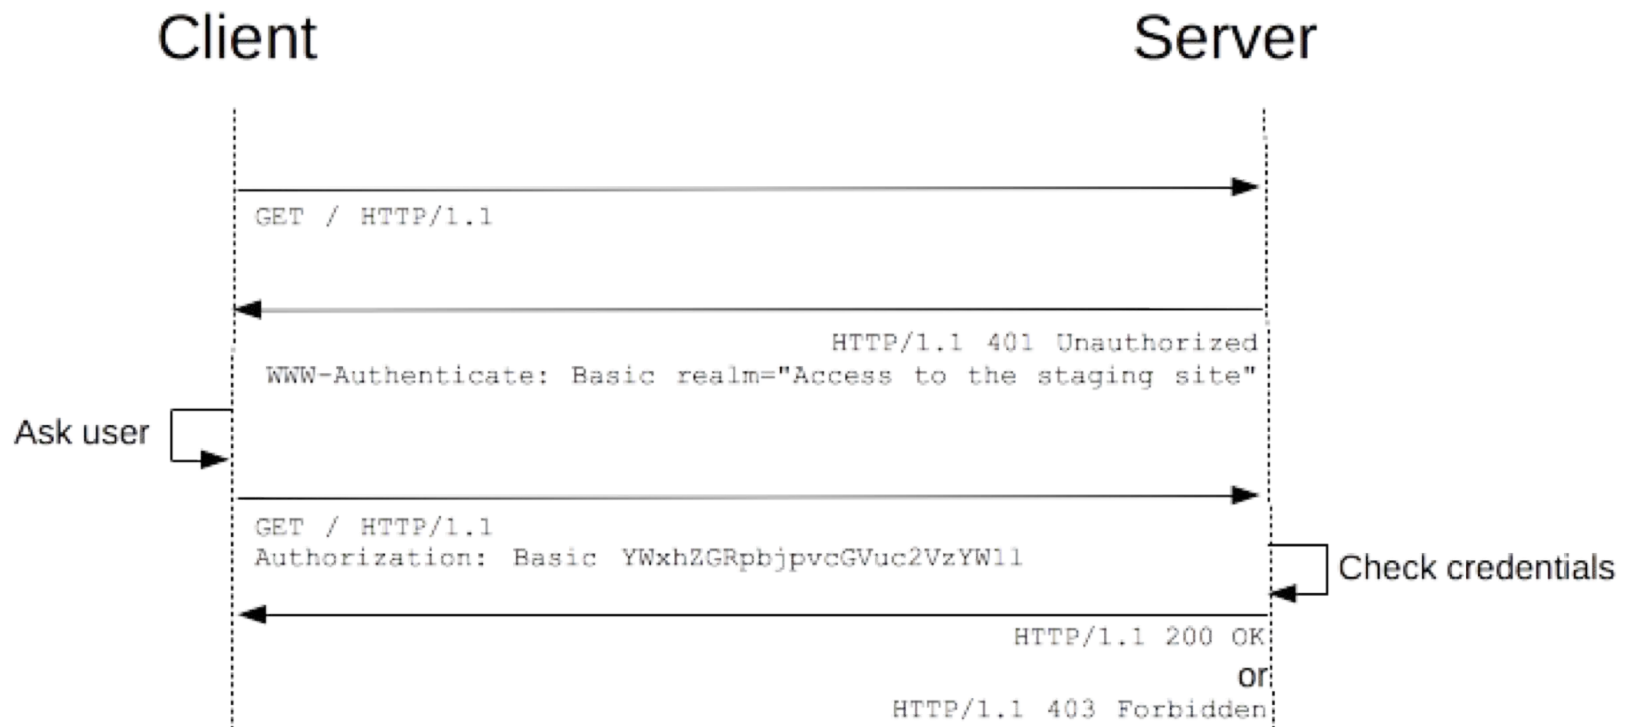 Client
Server
GET / HTTP/1.1
HTTP/1.1 401 Unauthorized
WWW-Authenticate: Basic realm="Access to the staging site"
Ask user
GET / HTTP/1.1
Authorization: Basic YWxhZGRpbjpvcGVuc2VzYW1l
Check credentials
HTTP/1.1 200 OK
or
HTTP/1.1 403 Forbidden